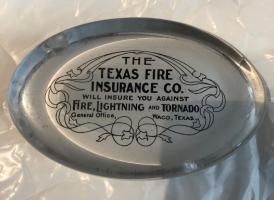 THE
TEXAS FIRE
INSURANCE CO.
WILL INSURE YOU AGAINST
FIRE, LIGHTNING AND TORNADO
General Office, WACO, TEXAS.